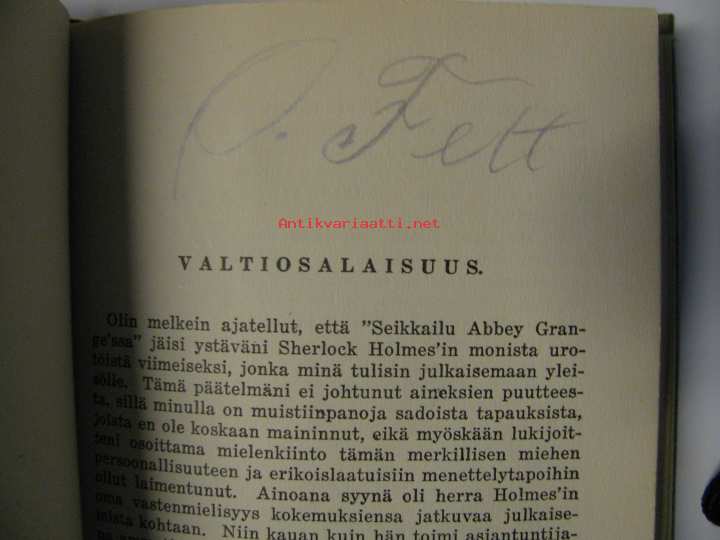 O. Fett
Antikvariaatti.net
VALTIOSALAISUUS.
Olin melkein ajatellut, että "Seikkailu Abbey Gran-
ge'ssa" jäisi ystäväni Sherlock Holmes'in monista uro-
töistä viimeiseksi, jonka minä tulisin julkaisemaan ylei-
sölle. Tämä päätelmäni ei johtunut aineksien puuttees-
ta, sillä minulla on muistiinpanoja sadoista tapauksista,
joista en ole koskaan maininnut, eikä myöskään lukijoit-
teni osoittama mielenkiinto tämän merkillisen miehen
persoonallisuuteen ja erikoislaatuisiin menettelytapoihin
ollut laimentunut. Ainoana syynä oli herra Holmes'in
oma vastenmielisyys kokemuksiensa jatkuvaa julkaise-
mista kohtaan. Niin kauan kuin hän toimi asiantuntija-